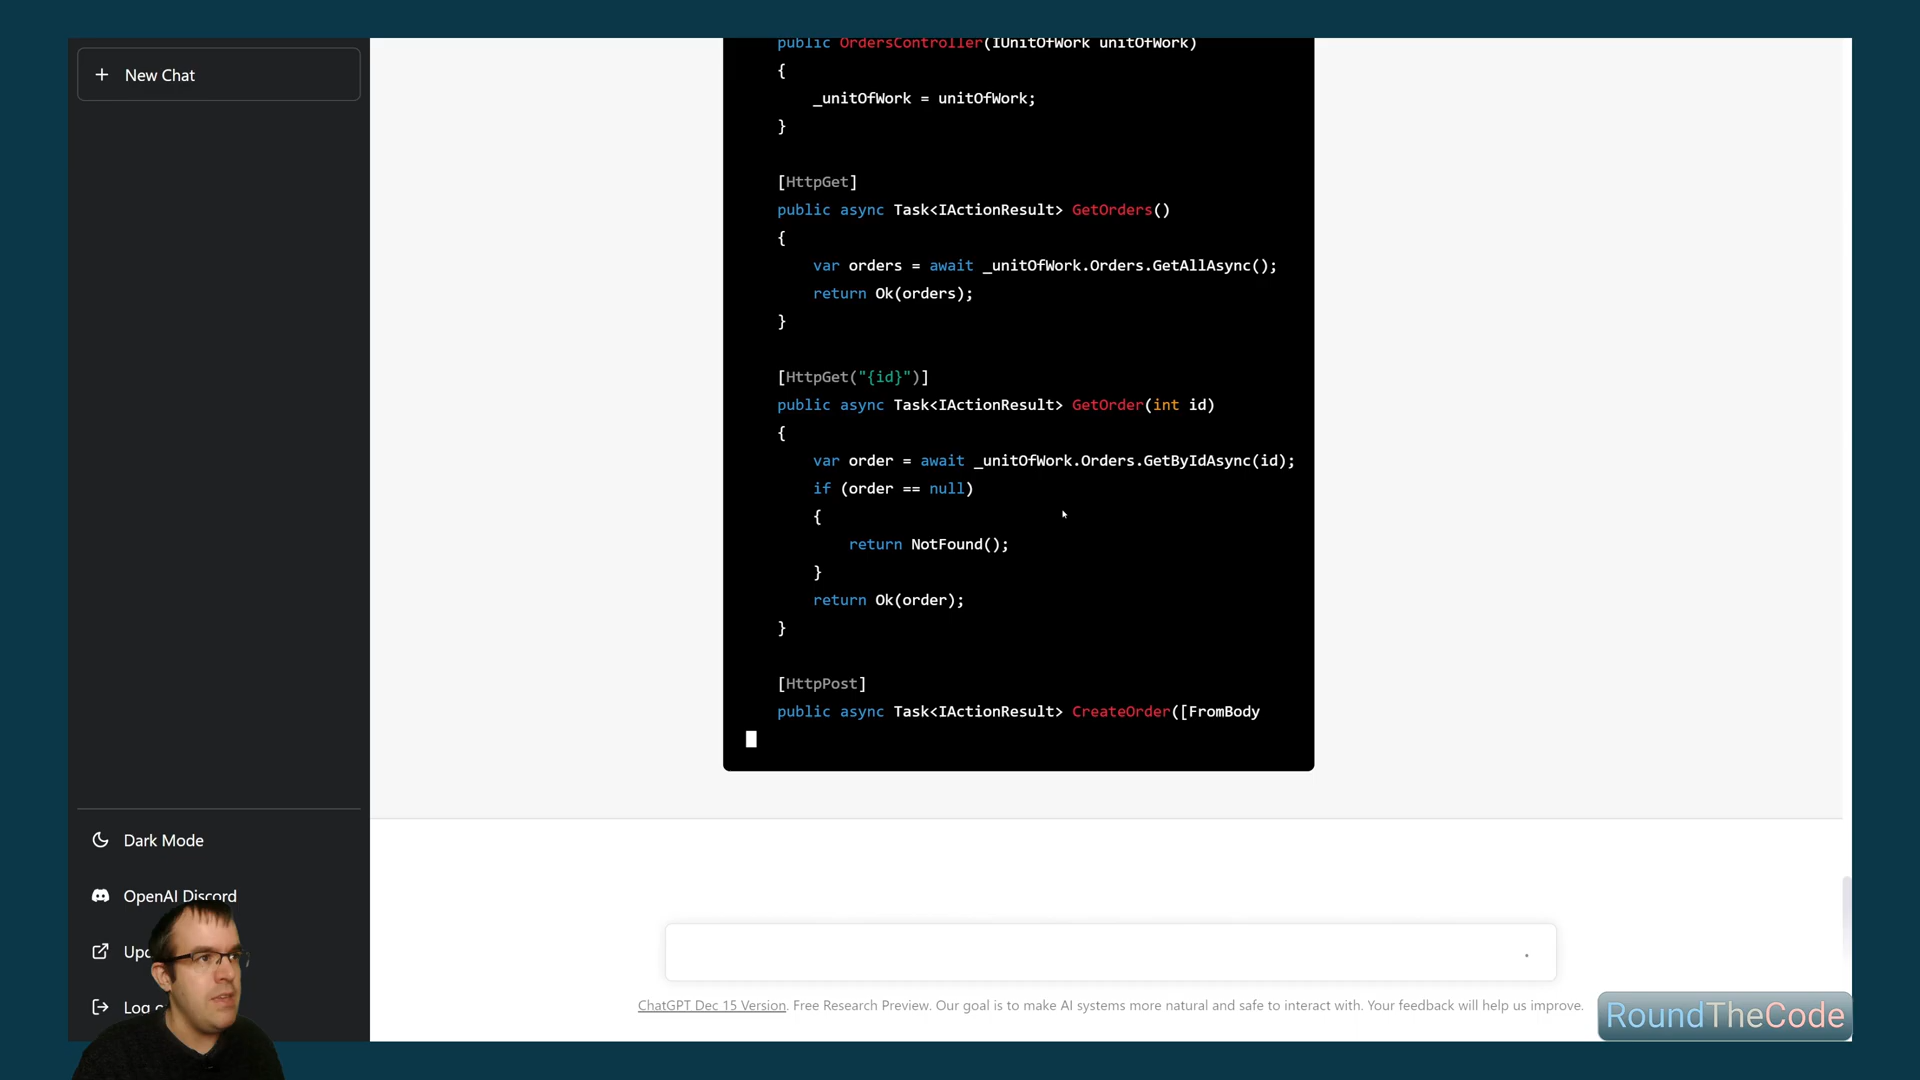 New Chat
public OrdersController(IUnitOfWork unitOfWork)
{
_unitOfWork = unitOfWork;
}
[HttpGet]
public async Task<IActionResult> GetOrders()
{
var orders = await _unitOfWork.Orders.GetAllAsync();
return Ok(orders);
}
[HttpGet("{id}")]
public async Task<IActionResult> GetOrder(int id)
{
var order = await _unitOfWork.Orders.GetByIdAsync(id);
if (order == null)
{
return NotFound();
}
return Ok(order);
}
[HttpPost]
public async Task<IActionResult> CreateOrder([FromBody
Dark Mode
OpenAI Discord
ChatGPT Dec 15 Version. Free Research Preview. Our goal is to make AI systems more natural and safe to interact with. Your feedback will help us improve.
RoundTheCode